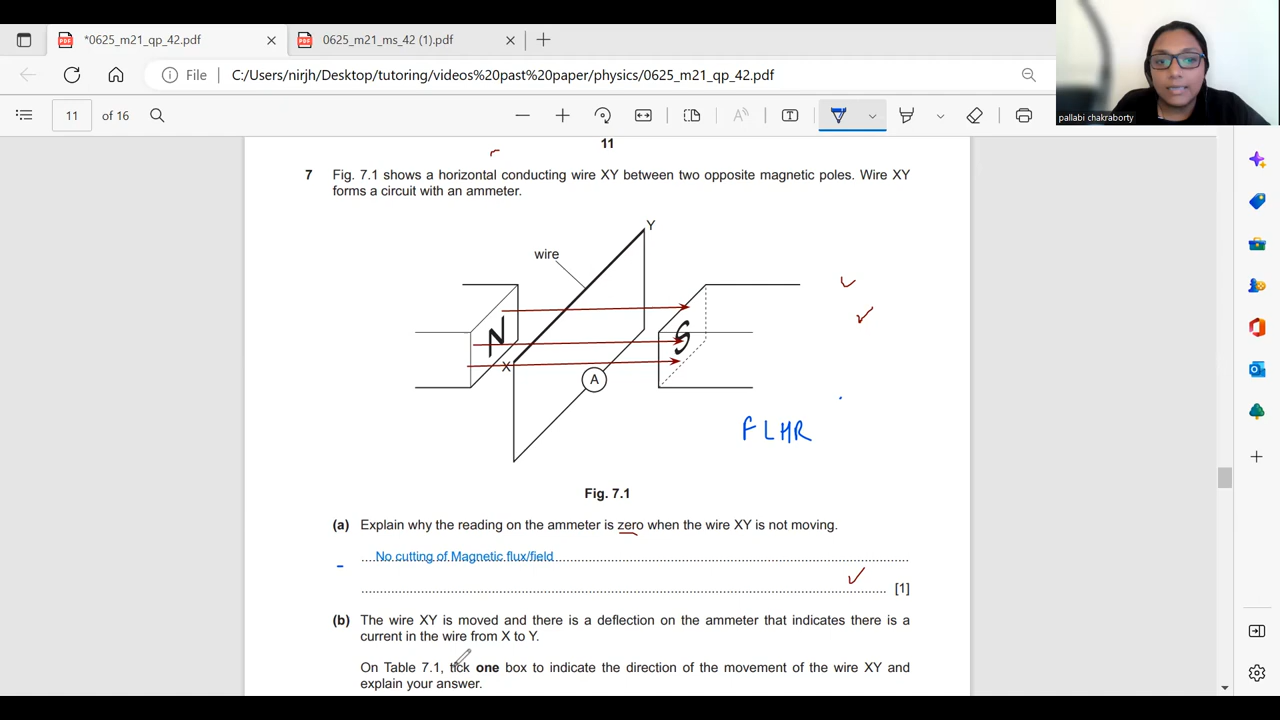 *0625_m21_qp_42.pdf
0625_m21_ms_42 (1).pdf
File C:/Users/nirjh/Desktop/tutoring/videos%20past%20paper/physics/0625_m21_qp_42.pdf
11 of 16
pallabi chakraborty
11
7 Fig. 7.1 shows a horizontal conducting wire XY between two opposite magnetic poles. Wire XY
forms a circuit with an ammeter.
Y
wire
N
S
X
A
FLHR
Fig. 7.1
(a) Explain why the reading on the ammeter is zero when the wire XY is not moving.
No cutting of Magnetic flux/field
[1]
(b) The wire XY is moved and there is a deflection on the ammeter that indicates there is a
current in the wire from X to Y.
On Table 7.1, tick one box to indicate the direction of the movement of the wire XY and
explain your answer.